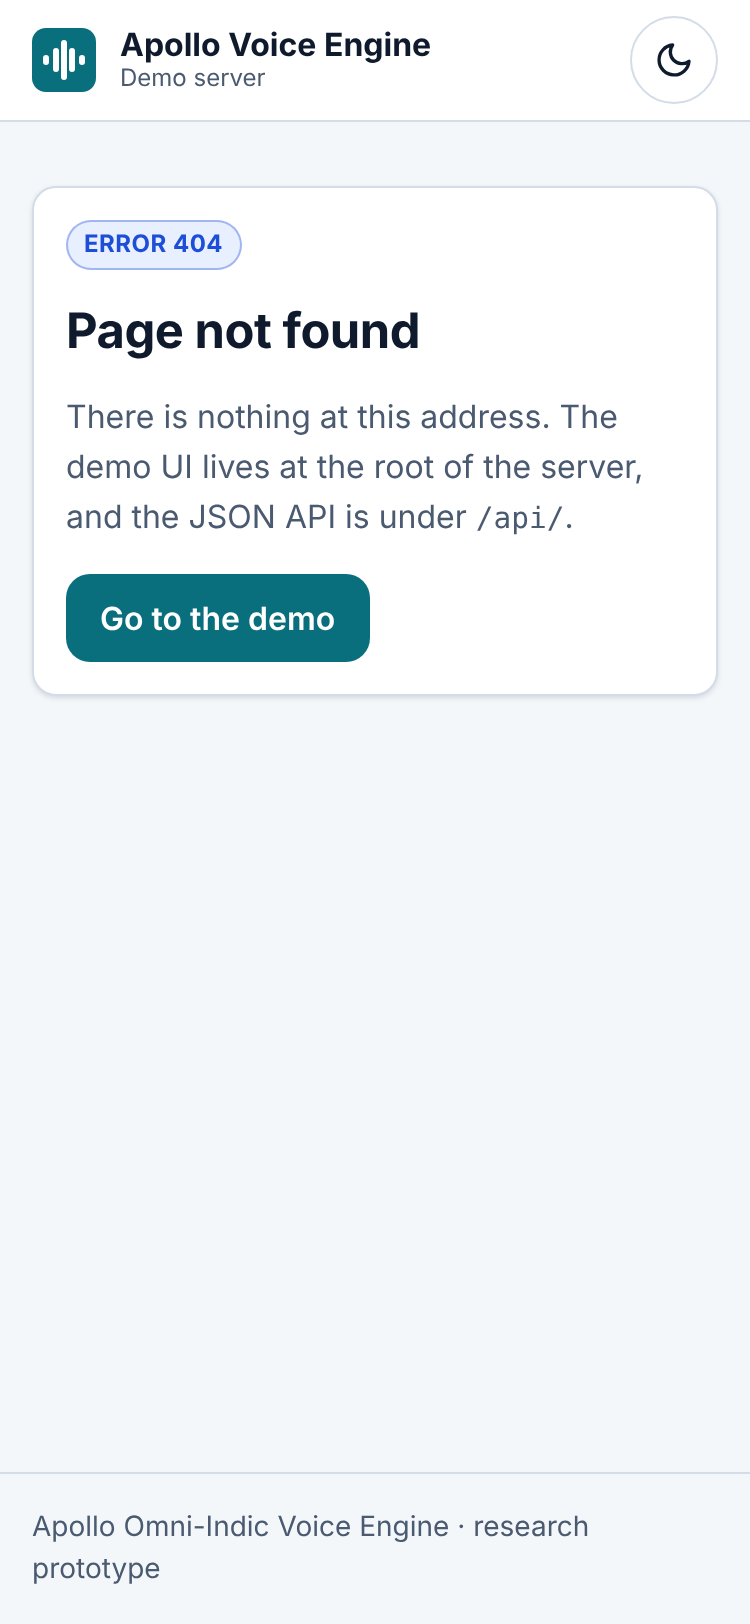 Apollo Voice Engine
Demo server
ERROR 404
Page not found
There is nothing at this address. The
demo UI lives at the root of the server,
and the JSON API is under /api/.
Go to the demo
Apollo Omni-Indic Voice Engine · research
prototype